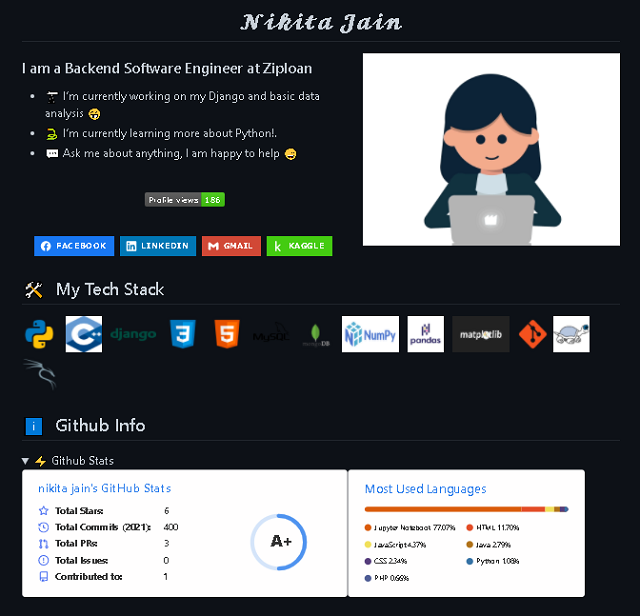 Nikita Jain
I am a Backend Software Engineer at Ziploan
I'm currently working on my Django and basic data
analysis
I'm currently learning more about Python!.
Ask me about anything, I am happy to help
Profile views 186
FACEBOOK LINKEDIN GMAIL k KAGGLE
My Tech Stack
C++ django 3 5 MySQL mongoDB NumPy pandas matplotlib
i Github Info
Github Stats
nikita jain's GitHub Stats
Total Stars: 6
Total Commits (2021): 400
Total PRs: 3
Total Issues: 0
Contributed to: 1
A+
Most Used Languages
Jupyter Notebook 77.07% HTML 11.70%
JavaScript 4.37% Java 2.79%
CSS 2.34% Python 1.08%
PHP 0.66%